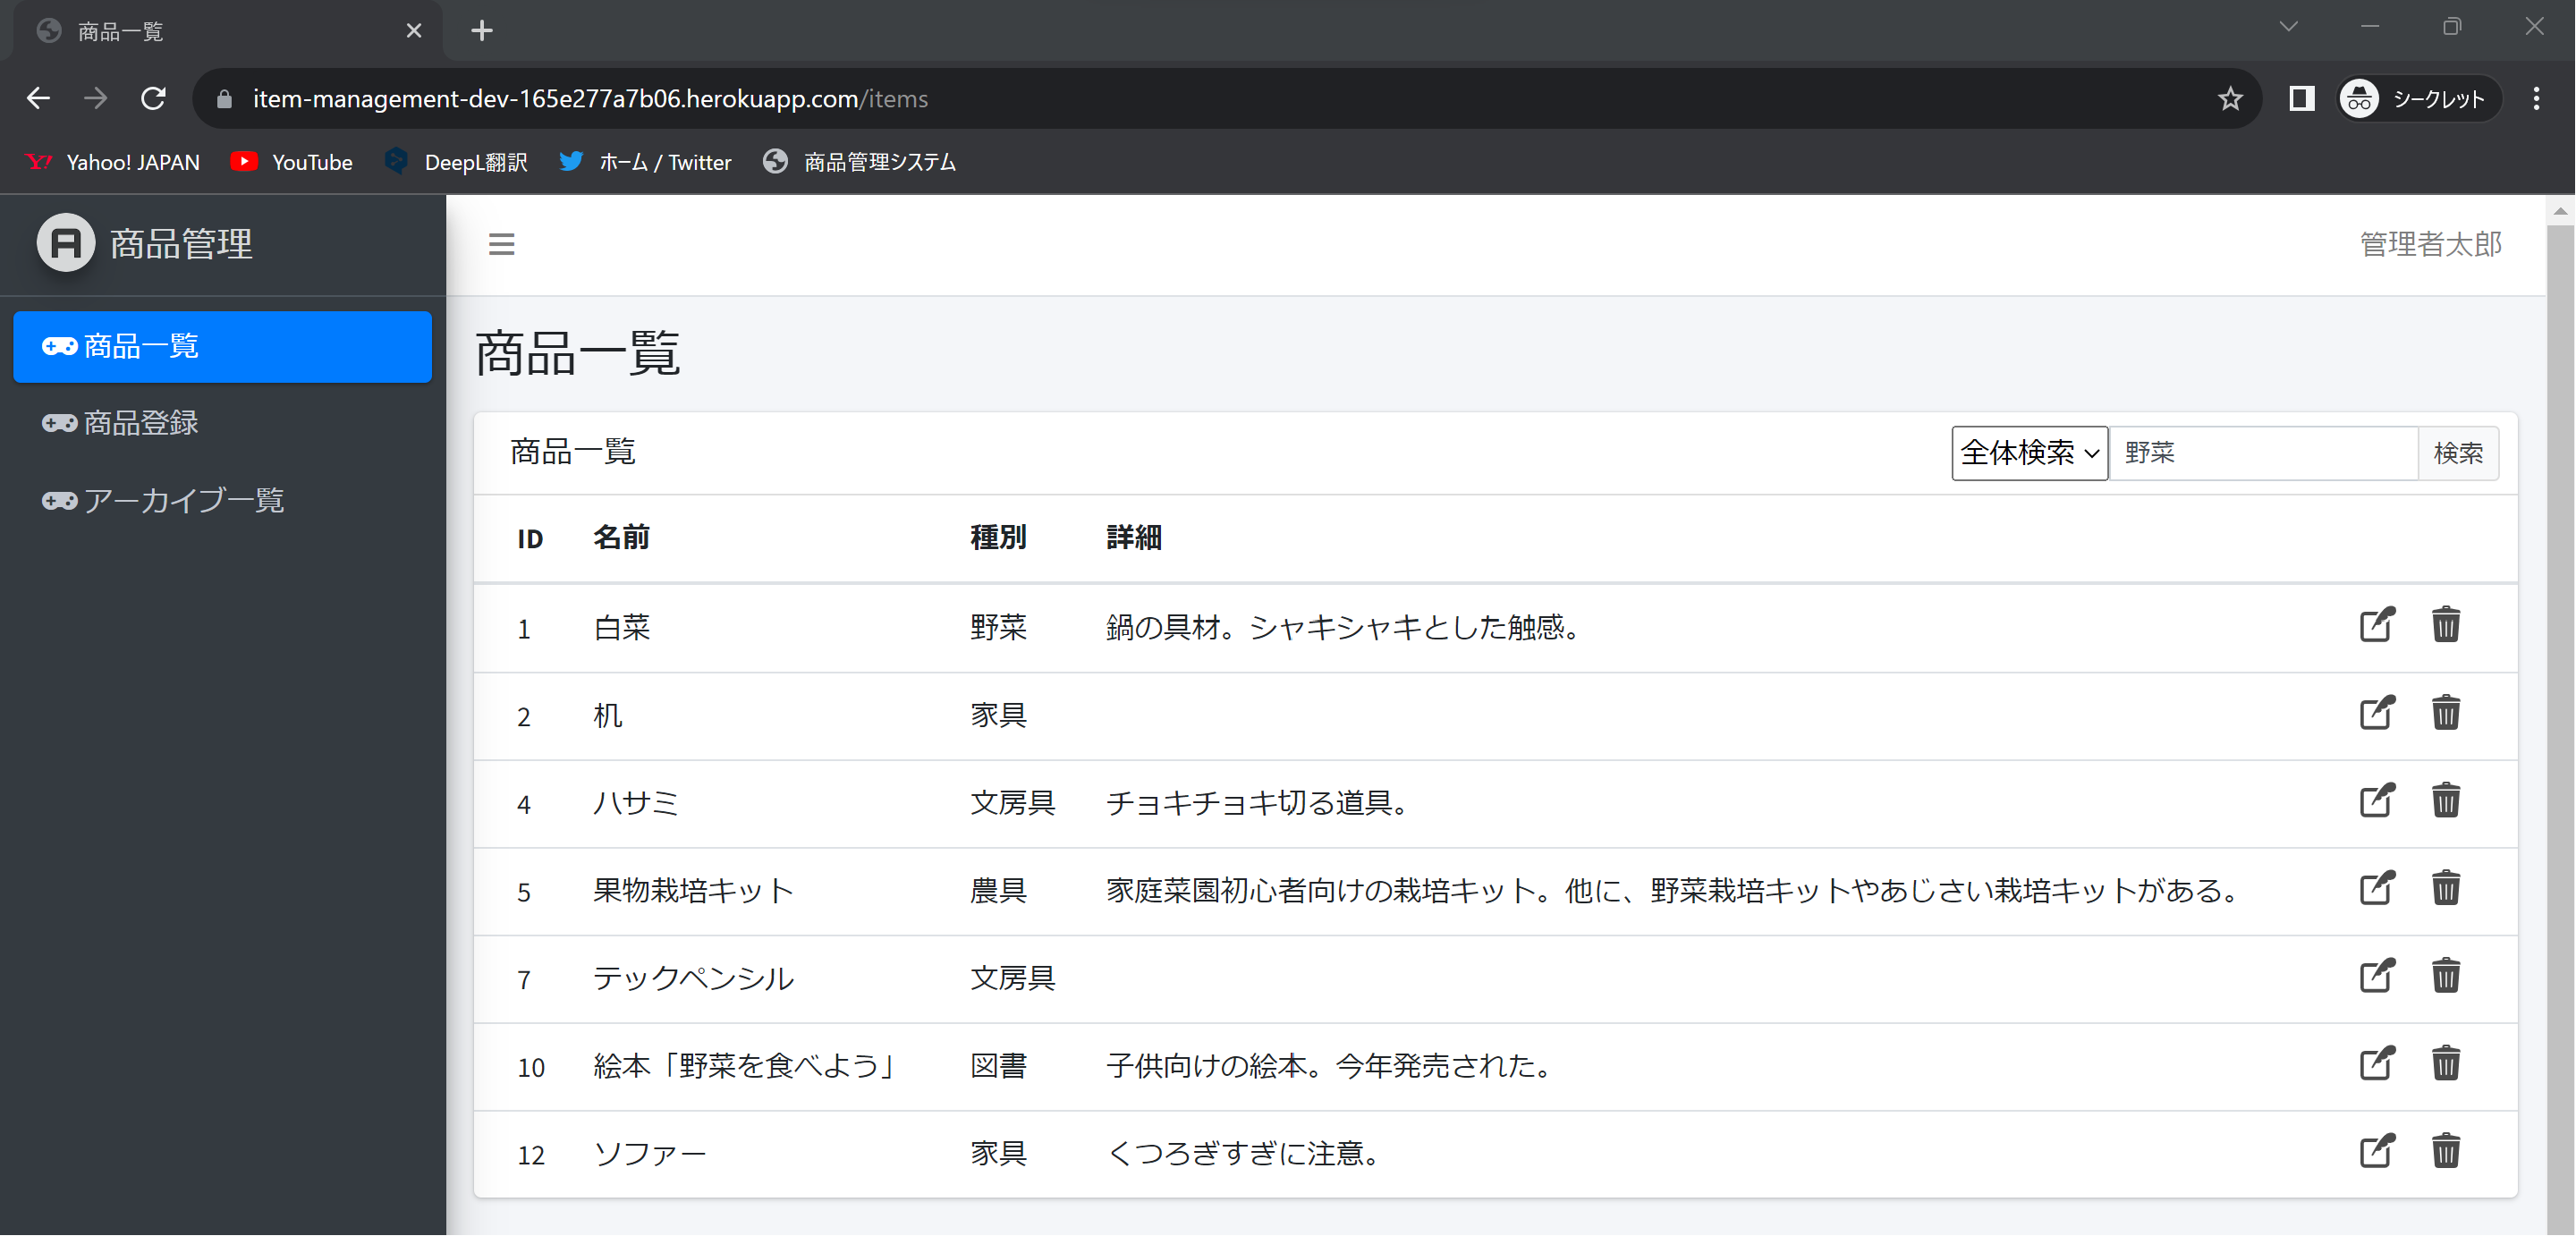 商品一覧
item-management-dev-165e277a7b06.herokuapp.com/items
シークレット
Yahoo! JAPAN YouTube DeepL翻訳 ホーム / Twitter 商品管理システム
商品管理
管理者太郎
商品一覧
商品登録
アーカイブ一覧
商品一覧
商品一覧 全体検索 野菜 検索
ID 名前 種別 詳細
1 白菜 野菜 鍋の具材。シャキシャキとした触感。
2 机 家具
4 ハサミ 文房具 チョキチョキ切る道具。
5 果物栽培キット 農具 家庭菜園初心者向けの栽培キット。他に、野菜栽培キットやあじさい栽培キットがある。
7 テックペンシル 文房具
10 絵本「野菜を食べよう」 図書 子供向けの絵本。今年発売された。
12 ソファー 家具 くつろぎすぎに注意。